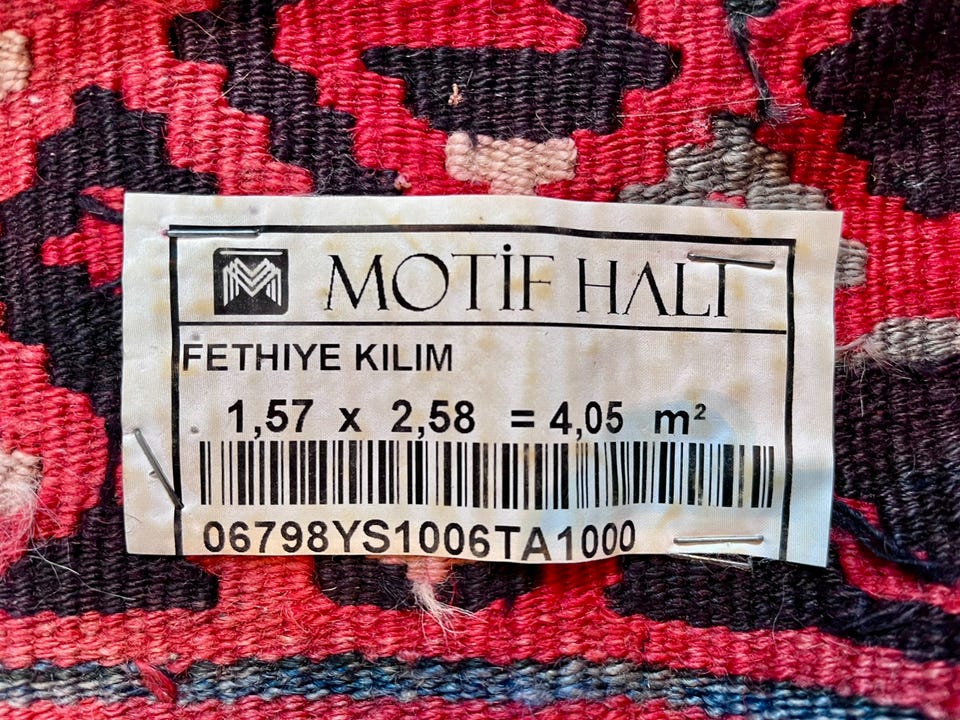 MOTİF HALI
FETHIYE KILIM
1,57 x 2,58 = 4,05 m²
06798YS1006TA1000